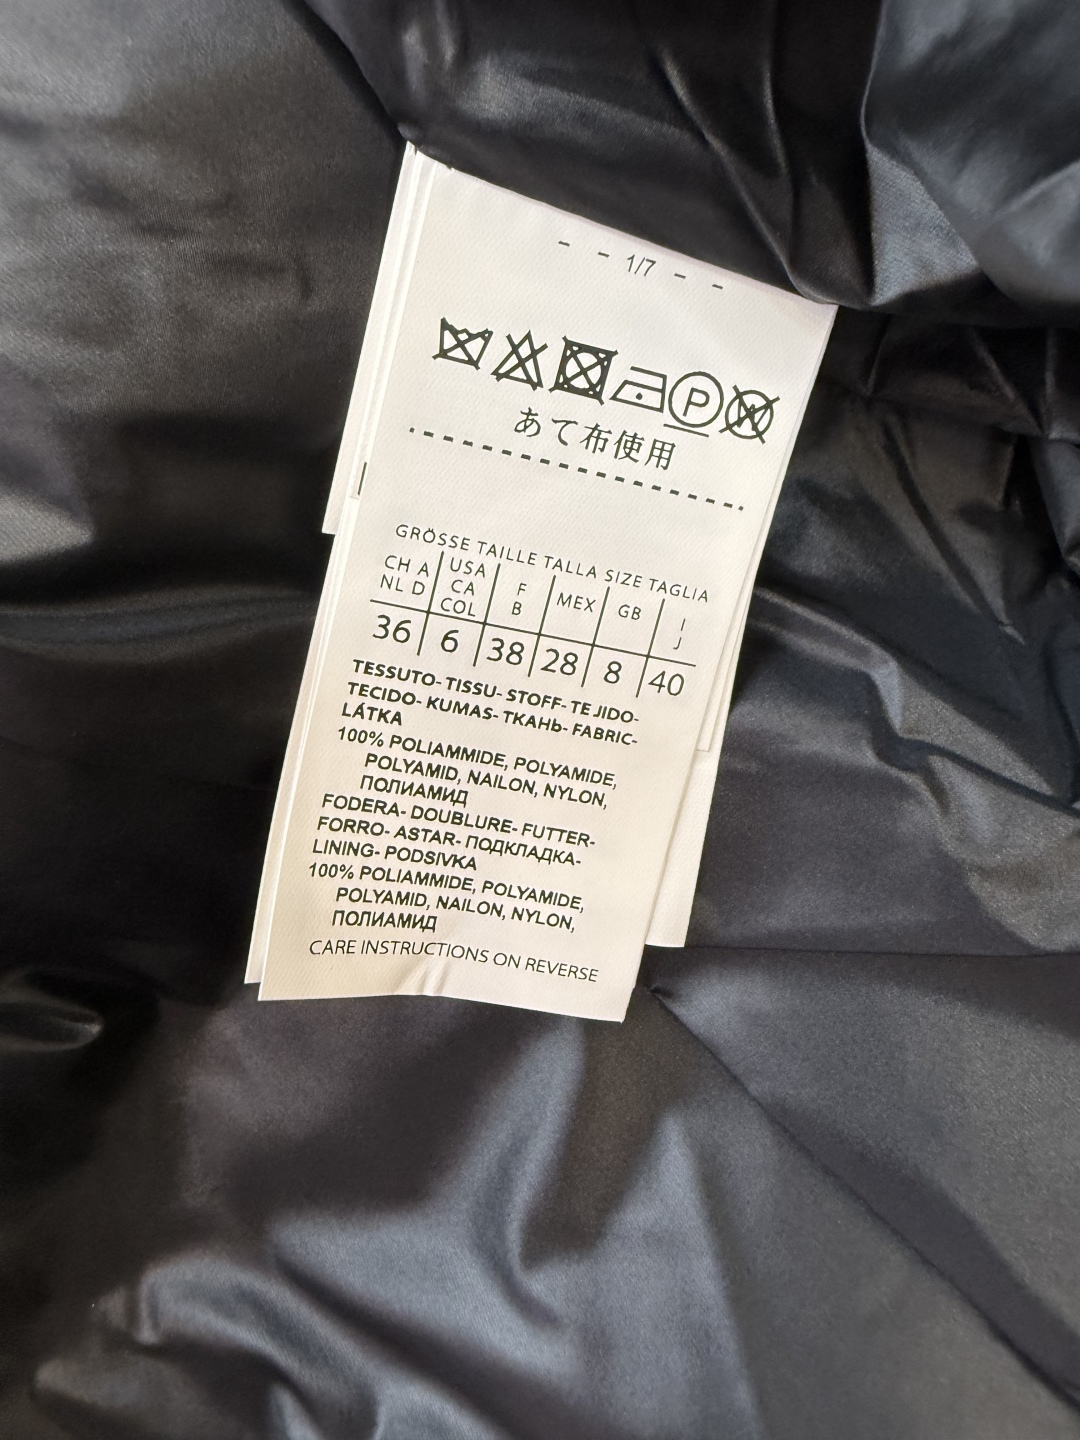 - - 1/7 - -
P W
あて布使用
GRÖSSE TAILLE TALLA SIZE TAGLIA
CH A NL D USA CA COL F B MEX GB I J
36 6 38 28 8 40
TESSUTO- TISSU- STOFF- TEJIDO-
TECIDO- KUMAS- ТКАНЬ- FABRIC-
LÁTKA
100% POLIAMMIDE, POLYAMIDE,
POLYAMID, NAILON, NYLON,
ПОЛИАМИД
FODERA- DOUBLURE- FUTTER-
FORRO- ASTAR- ПОДКЛАДКА-
LINING- PODSIVKA
100% POLIAMMIDE, POLYAMIDE,
POLYAMID, NAILON, NYLON,
ПОЛИАМИД
CARE INSTRUCTIONS ON REVERSE